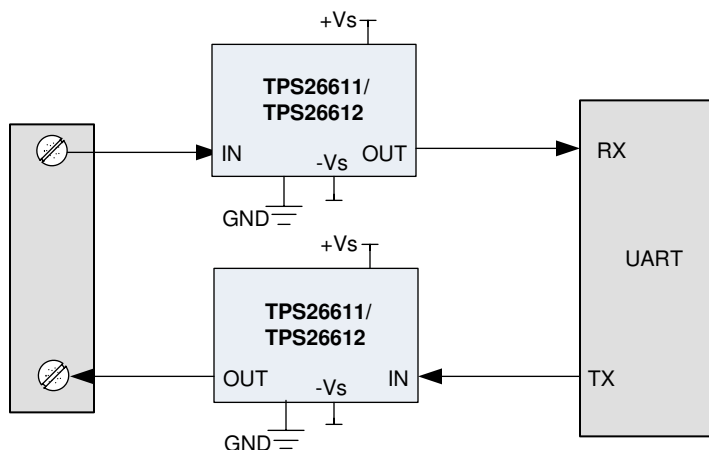 +Vs
TPS26611/
TPS26612
IN
OUT
-Vs
GND
RX
UART
+Vs
TPS26611/
TPS26612
OUT
IN
-Vs
GND
TX